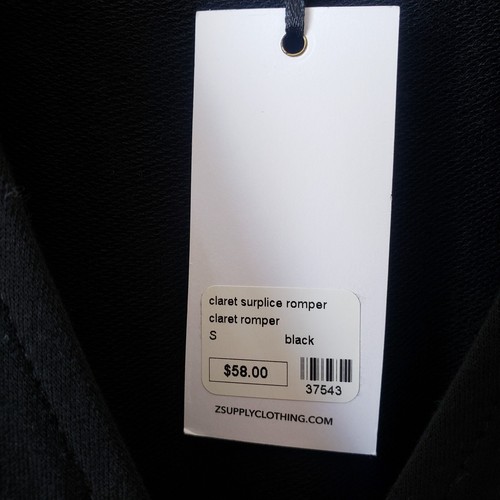 claret surplice romper
claret romper
S black
$58.00
37543
ZSUPPLYCLOTHING.COM